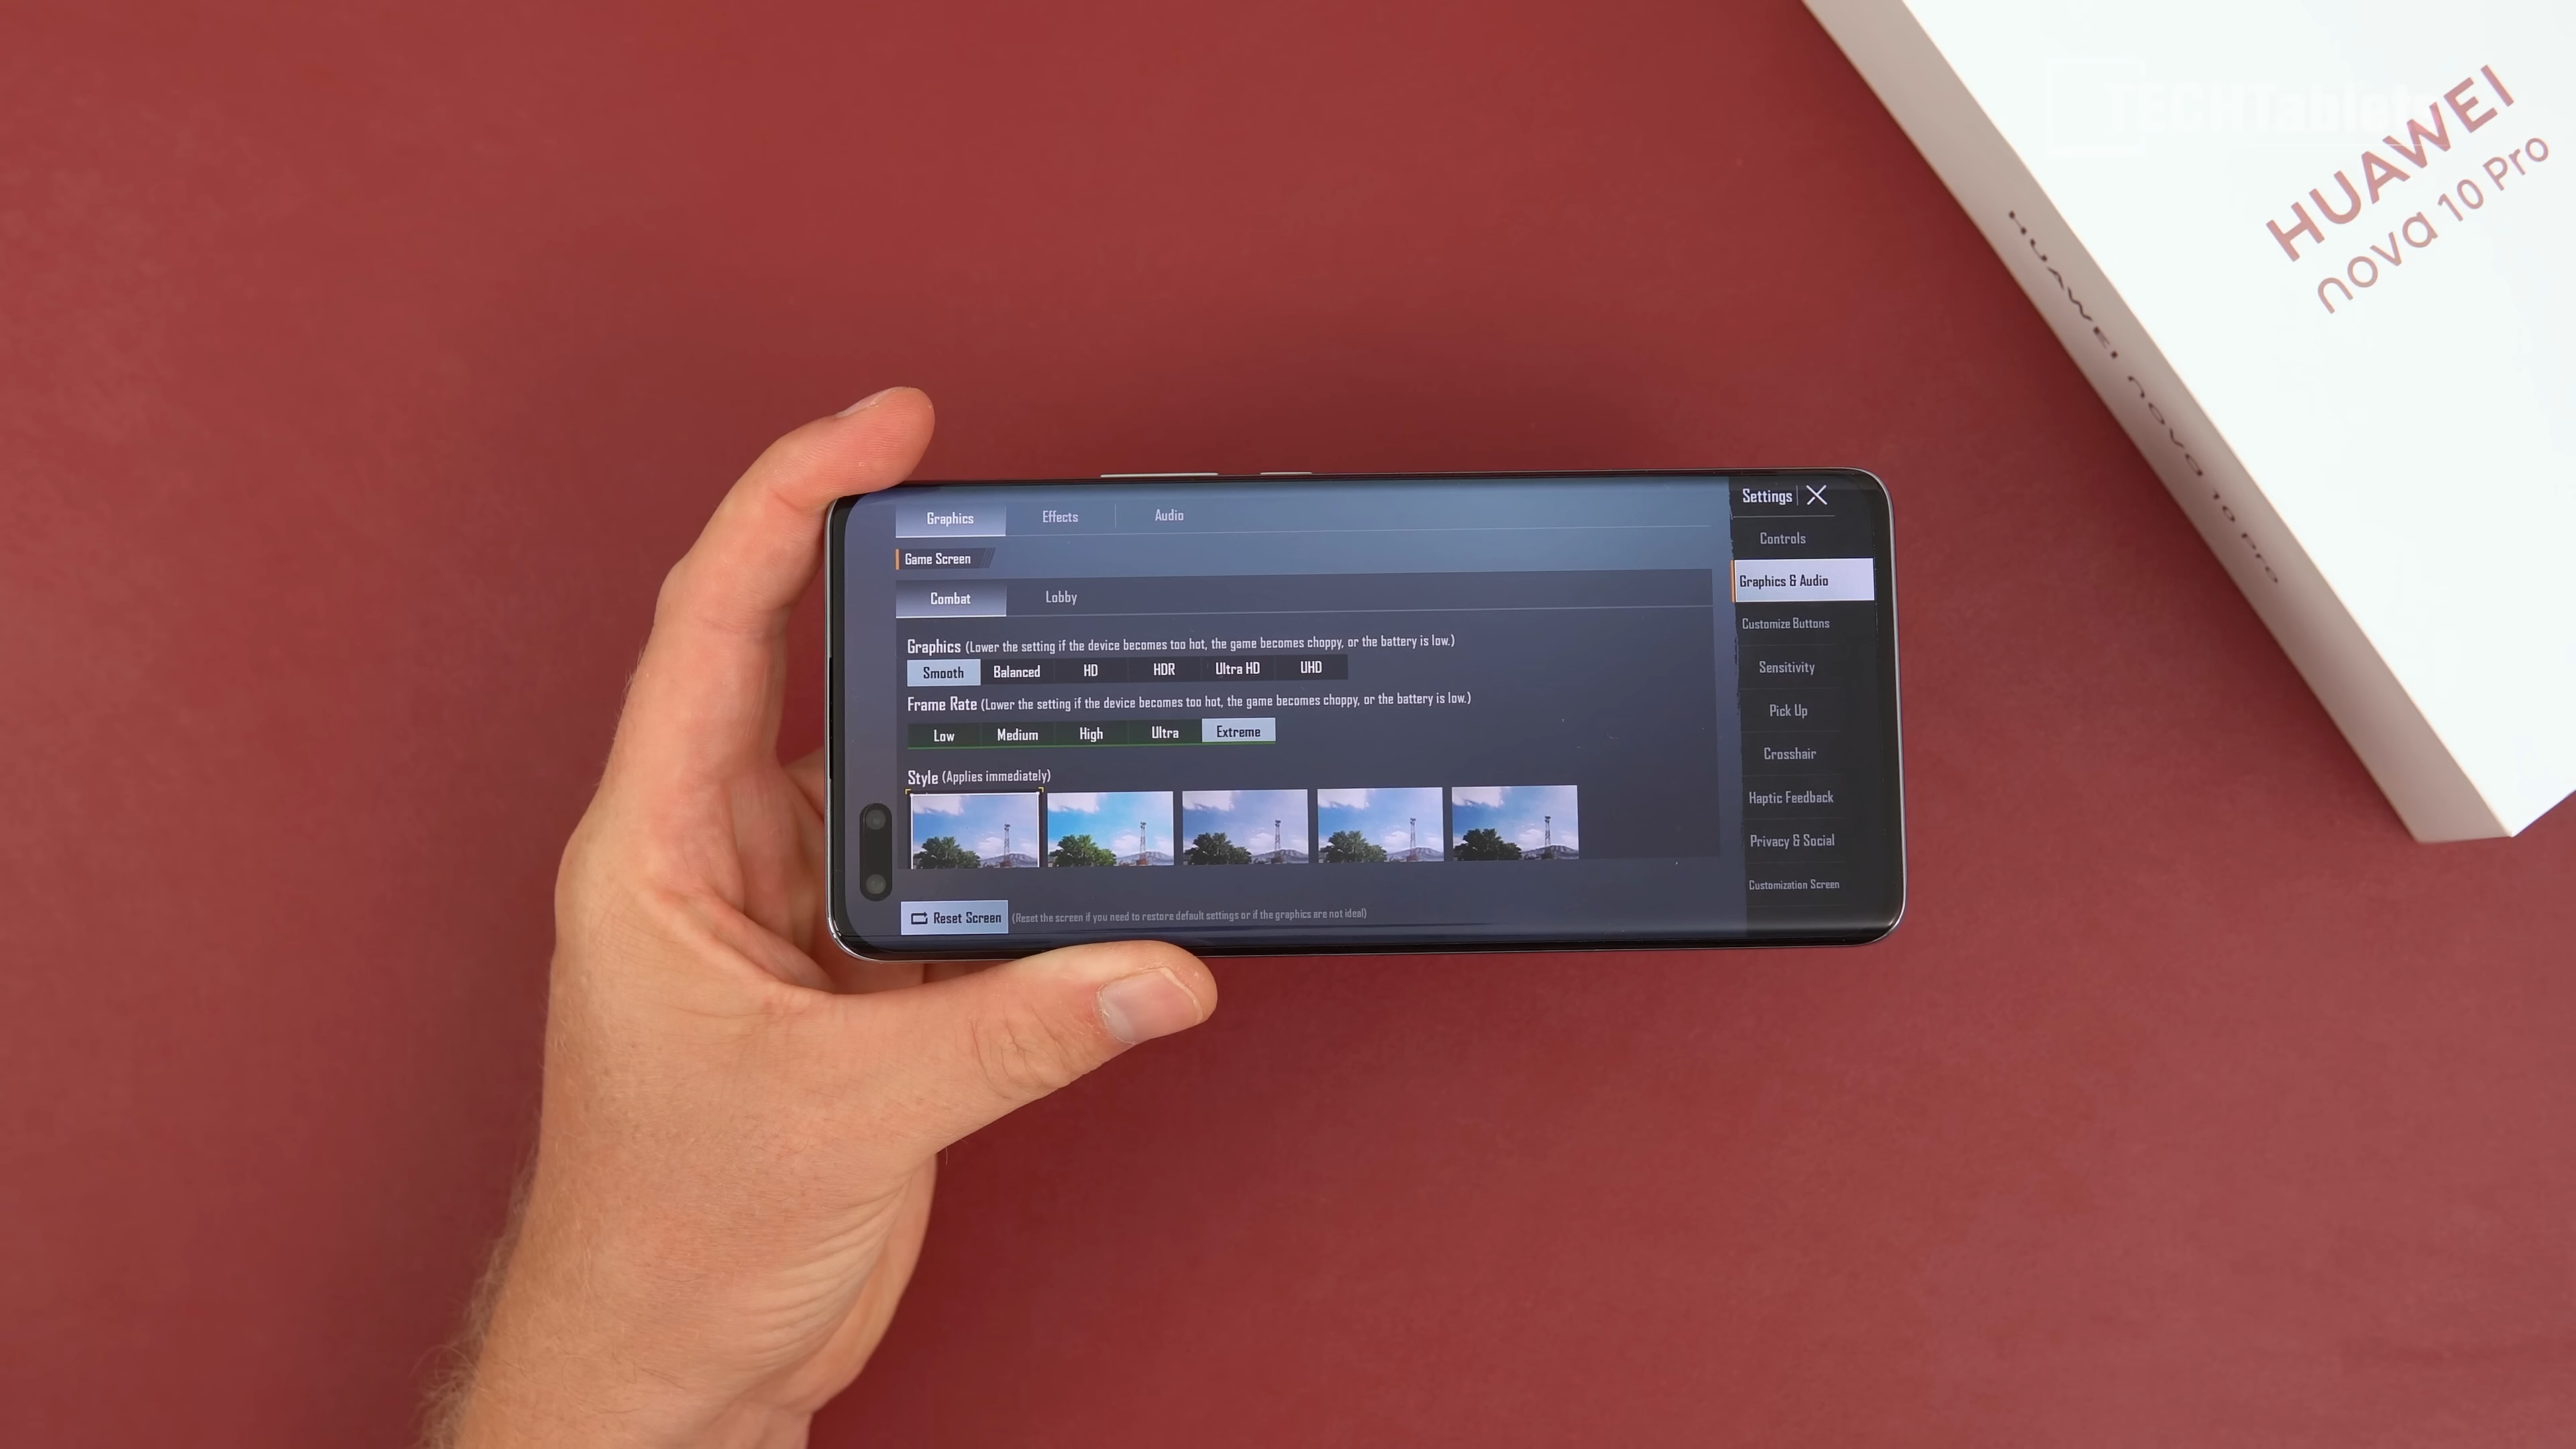 TECHTablets
HUAWEI
nova 10 Pro
HUAWEI nova 10 Pro
Graphics
Effects
Audio
Game Screen
Combat
Lobby
Graphics (Lower the setting if the device becomes too hot, the game becomes choppy, or the battery is low.)
Smooth Balanced HD HDR Ultra HD UHD
Frame Rate (Lower the setting if the device becomes too hot, the game becomes choppy, or the battery is low.)
Low Medium High Ultra Extreme
Style (Applies immediately)
Reset Screen (Reset the screen if you need to restore default settings or if the graphics are not ideal)
Settings
Controls
Graphics & Audio
Customize Buttons
Sensitivity
Pick Up
Crosshair
Haptic Feedback
Privacy & Social
Customization Screen